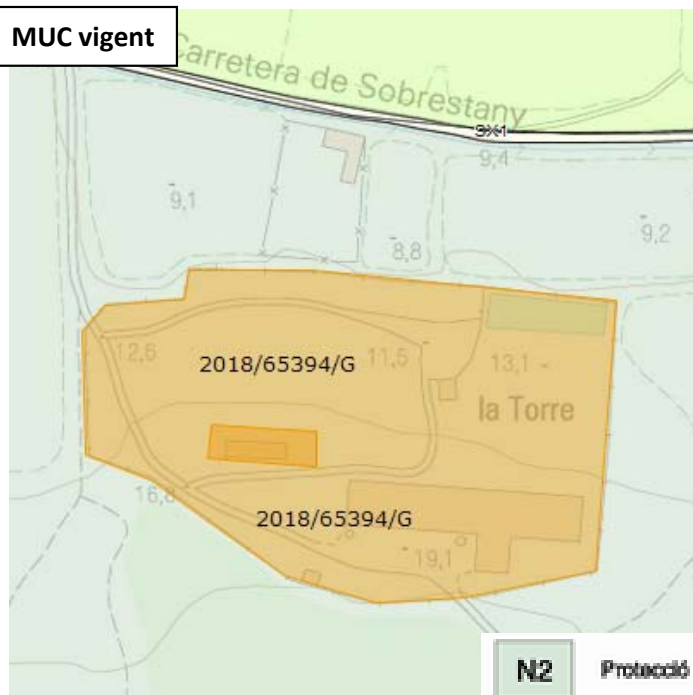 MUC vigent
Carretera de Sobrestany
SX1
9,4
9,1
8,8
9,2
12,6
2018/65394/G
11,5
13,1
la Torre
16,8
2018/65394/G
19,1
N2 Protecció